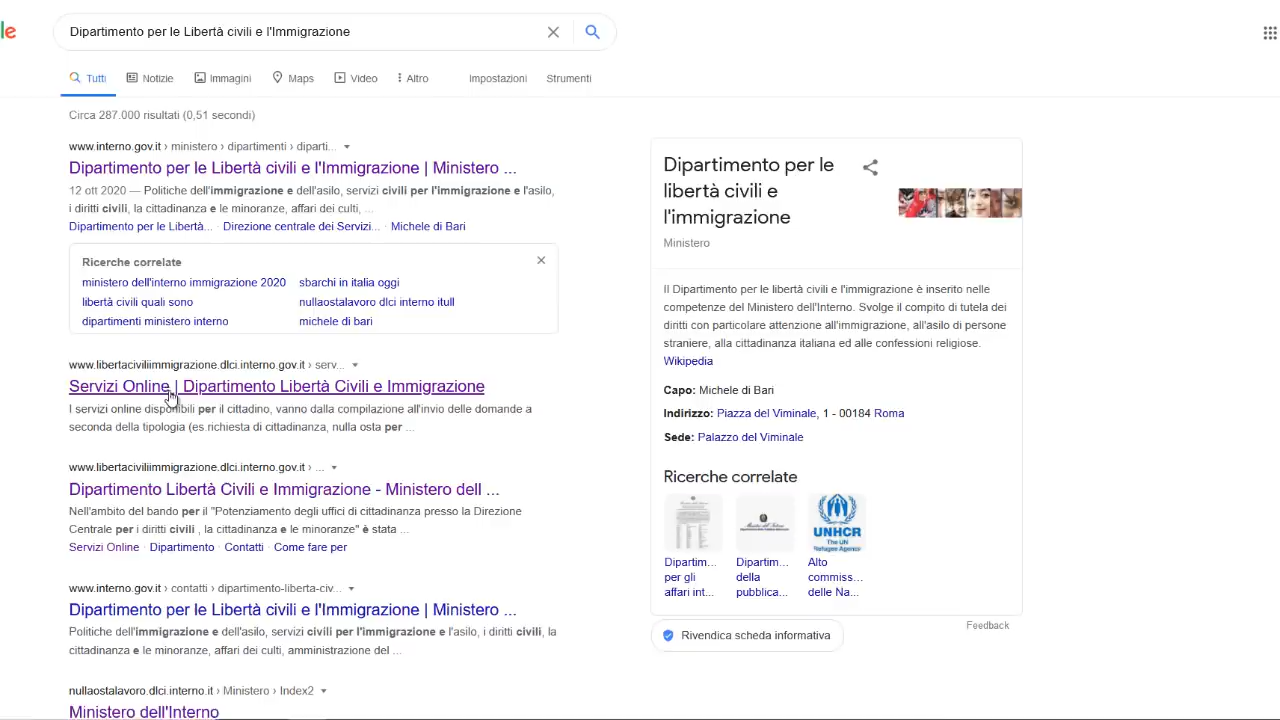 le
Dipartimento per le Libertà civili e l'Immigrazione
Tutti
Notizie
Immagini
Maps
Video
Altro
Impostazioni
Strumenti
Circa 287.000 risultati (0,51 secondi)
www.interno.gov.it › ministero › dipartimenti › diparti...
Dipartimento per le Libertà civili e l'Immigrazione | Ministero ...
12 ott 2020 — Politiche dell'immigrazione e dell'asilo, servizi civili per l'immigrazione e l'asilo,
i diritti civili, la cittadinanza e le minoranze, affari dei culti, ...
Dipartimento per le Libertà... · Direzione centrale dei Servizi... · Michele di Bari
Ricerche correlate
ministero dell'interno immigrazione 2020
sbarchi in italia oggi
libertà civili quali sono
nullaostalavoro dlci interno itull
dipartimenti ministero interno
michele di bari
www.libertaciviliimmigrazione.dlci.interno.gov.it › serv...
Servizi Online | Dipartimento Libertà Civili e Immigrazione
I servizi online disponibili per il cittadino, vanno dalla compilazione all'invio delle domande a
seconda della tipologia (es.richiesta di cittadinanza, nulla osta per ...
www.libertaciviliimmigrazione.dlci.interno.gov.it › ...
Dipartimento Libertà Civili e Immigrazione - Ministero dell ...
Nell'ambito del bando per il "Potenziamento degli uffici di cittadinanza presso la Direzione
Centrale per i diritti civili , la cittadinanza e le minoranze" è stata ...
Servizi Online · Dipartimento · Contatti · Come fare per
www.interno.gov.it › contatti › dipartimento-liberta-civ...
Dipartimento per le Libertà civili e l'Immigrazione | Ministero ...
Politiche dell'immigrazione e dell'asilo, servizi civili per l'immigrazione e l'asilo, i diritti civili, la
cittadinanza e le minoranze, affari dei culti, amministrazione del ...
nullaostalavoro.dlci.interno.it › Ministero › Index2
Ministero dell'Interno
Dipartimento per le
libertà civili e
l'immigrazione
Ministero
Il Dipartimento per le libertà civili e l'immigrazione è inserito nelle
competenze del Ministero dell'Interno. Svolge il compito di tutela dei
diritti con particolare attenzione all'immigrazione, all'asilo di persone
straniere, alla cittadinanza italiana ed alle confessioni religiose.
Wikipedia
Capo: Michele di Bari
Indirizzo: Piazza del Viminale, 1 - 00184 Roma
Sede: Palazzo del Viminale
Ricerche correlate
UNHCR
The UN
Refugee Agency
Dipartim...
per gli
affari int...
Dipartim...
della
pubblica...
Alto
commiss...
delle Na...
Feedback
Rivendica scheda informativa